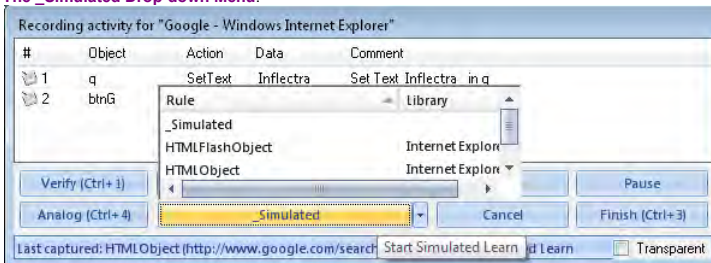 The _Simulated Drop down Menu:
Recording activity for "Google - Windows Internet Explorer"
# Object Action Data Comment
1 q SetText Inflectra Set Text Inflectra in q
2 btnG
Rule Library
_Simulated
HTMLFlashObject Internet Explore
HTMLObject Internet Explore
Verify (Ctrl+1) Pause
Analog (Ctrl+4) _Simulated Cancel Finish (Ctrl+3)
Last captured: HTMLObject (http://www.google.com/search Start Simulated Learn d Learn Transparent